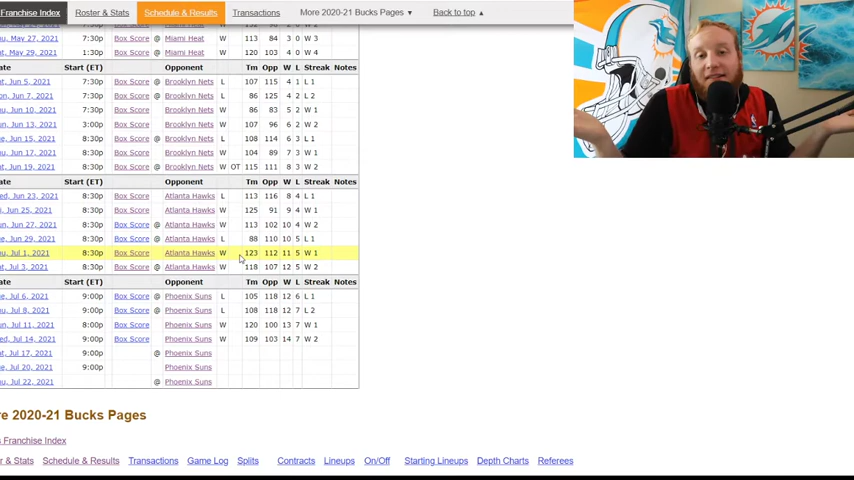 Franchise Index Roster & Stats Schedule & Results Transactions More 2020-21 Bucks Pages ▼ Back to top ▲
u, May 27, 2021 Box Score @ Miami Heat W 113 84 3 0 W 3
t, May 29, 2021 1:30p Box Score @ Miami Heat W 120 103 4 0 W 4
ate Start (ET) Opponent Tm Opp W L Streak Notes
t, Jun 5, 2021 7:30p Box Score @ Brooklyn Nets L 107 115 4 1 L 1
on, Jun 7, 2021 7:30p Box Score @ Brooklyn Nets L 86 125 4 2 L 2
u, Jun 10, 2021 7:30p Box Score Brooklyn Nets W 86 83 5 2 W 1
n, Jun 13, 2021 3:00p Box Score Brooklyn Nets W 107 96 6 2 W 2
e, Jun 15, 2021 8:30p Box Score @ Brooklyn Nets L 108 114 6 3 L 1
u, Jun 17, 2021 8:30p Box Score Brooklyn Nets W 104 89 7 3 W 1
t, Jun 19, 2021 8:30p Box Score @ Brooklyn Nets W OT 115 111 8 3 W 2
ate Start (ET) Opponent Tm Opp W L Streak Notes
ed, Jun 23, 2021 8:30p Box Score Atlanta Hawks L 113 116 8 4 L 1
i, Jun 25, 2021 8:30p Box Score Atlanta Hawks W 125 91 9 4 W 1
n, Jun 27, 2021 8:30p Box Score @ Atlanta Hawks W 113 102 10 4 W 2
e, Jun 29, 2021 8:30p Box Score @ Atlanta Hawks L 88 110 10 5 L 1
u, Jul 1, 2021 8:30p Box Score Atlanta Hawks W 123 112 11 5 W 1
t, Jul 3, 2021 8:30p Box Score @ Atlanta Hawks W 118 107 12 5 W 2
ate Start (ET) Opponent Tm Opp W L Streak Notes
e, Jul 6, 2021 9:00p Box Score @ Phoenix Suns L 105 118 12 6 L 1
u, Jul 8, 2021 9:00p Box Score @ Phoenix Suns L 108 118 12 7 L 2
n, Jul 11, 2021 8:00p Box Score Phoenix Suns W 120 100 13 7 W 1
ed, Jul 14, 2021 9:00p Box Score Phoenix Suns W 109 103 14 7 W 2
t, Jul 17, 2021 9:00p @ Phoenix Suns
e, Jul 20, 2021 9:00p Phoenix Suns
u, Jul 22, 2021 @ Phoenix Suns
re 2020-21 Bucks Pages
s Franchise Index
r & Stats Schedule & Results Transactions Game Log Splits Contracts Lineups On/Off Starting Lineups Depth Charts Referees